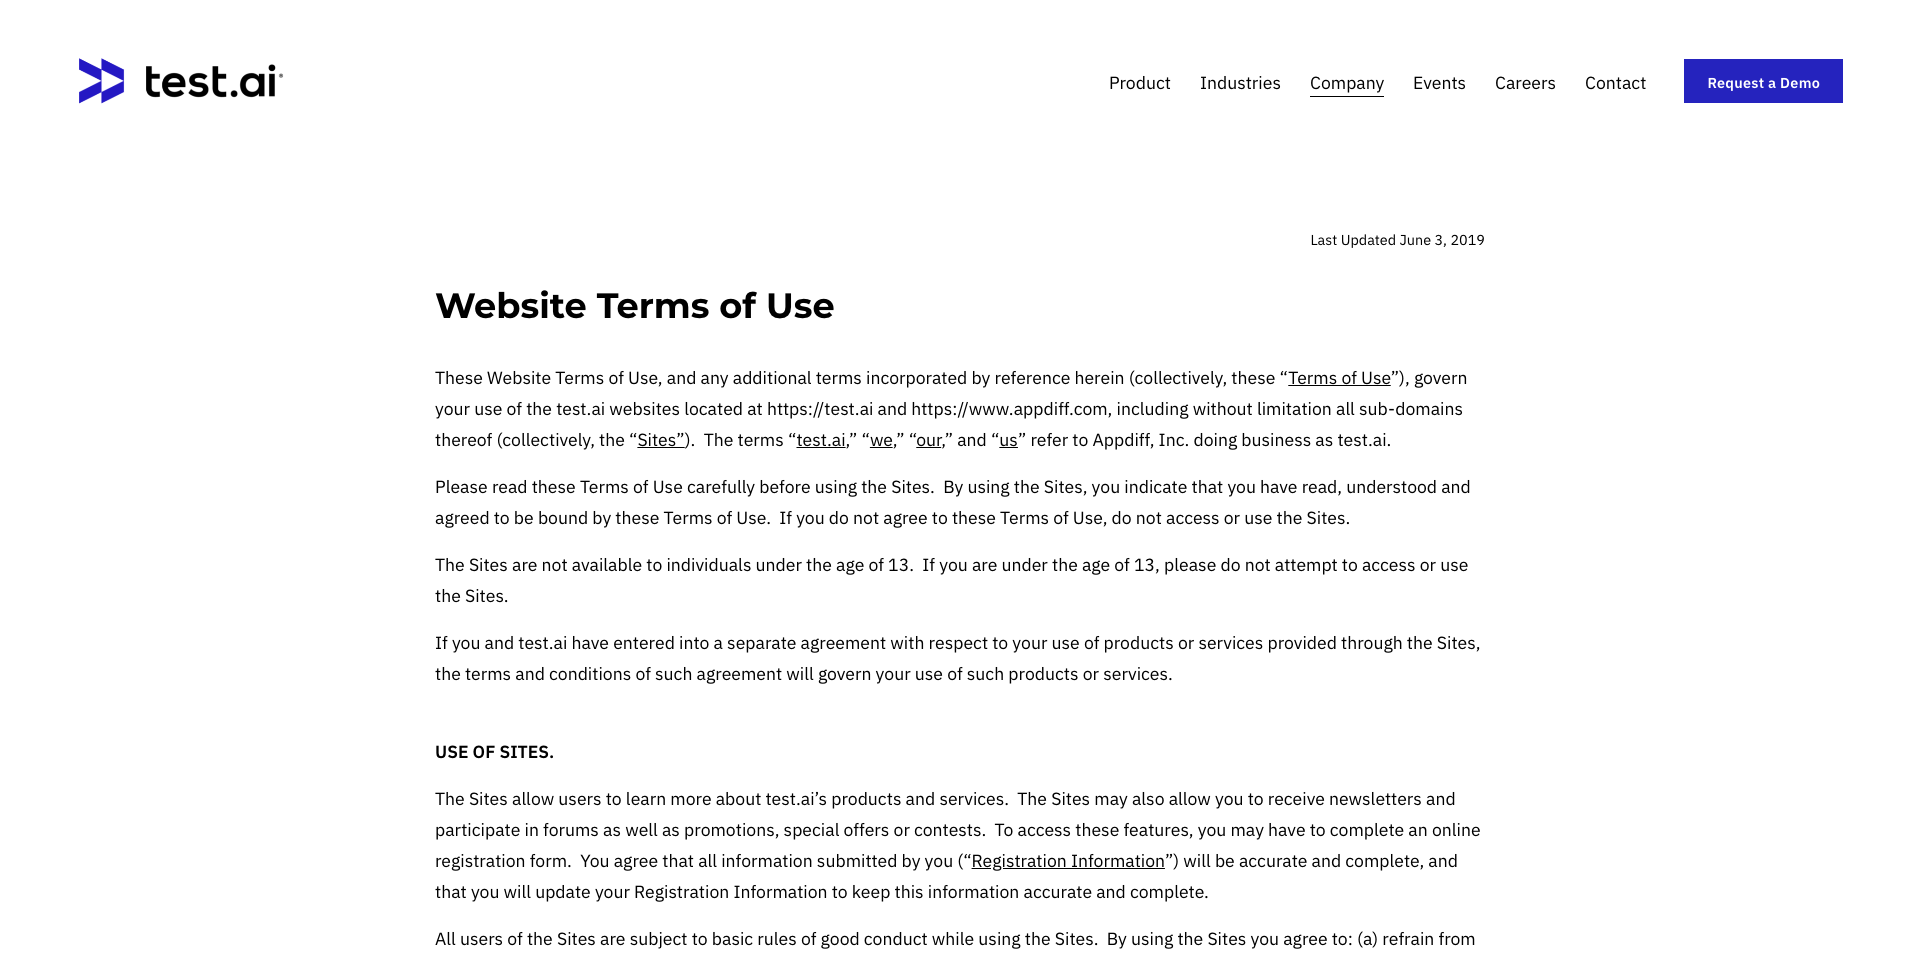 test.ai
Product Industries Company Events Careers Contact Request a Demo
Last Updated June 3, 2019
Website Terms of Use
These Website Terms of Use, and any additional terms incorporated by reference herein (collectively, these “Terms of Use”), govern
your use of the test.ai websites located at https://test.ai and https://www.appdiff.com, including without limitation all sub-domains
thereof (collectively, the “Sites”).  The terms “test.ai,” “we,” “our,” and “us” refer to Appdiff, Inc. doing business as test.ai.
Please read these Terms of Use carefully before using the Sites.  By using the Sites, you indicate that you have read, understood and
agreed to be bound by these Terms of Use.  If you do not agree to these Terms of Use, do not access or use the Sites.
The Sites are not available to individuals under the age of 13.  If you are under the age of 13, please do not attempt to access or use
the Sites.
If you and test.ai have entered into a separate agreement with respect to your use of products or services provided through the Sites,
the terms and conditions of such agreement will govern your use of such products or services.
USE OF SITES.
The Sites allow users to learn more about test.ai’s products and services.  The Sites may also allow you to receive newsletters and
participate in forums as well as promotions, special offers or contests.  To access these features, you may have to complete an online
registration form.  You agree that all information submitted by you (“Registration Information”) will be accurate and complete, and
that you will update your Registration Information to keep this information accurate and complete.
All users of the Sites are subject to basic rules of good conduct while using the Sites.  By using the Sites you agree to: (a) refrain from